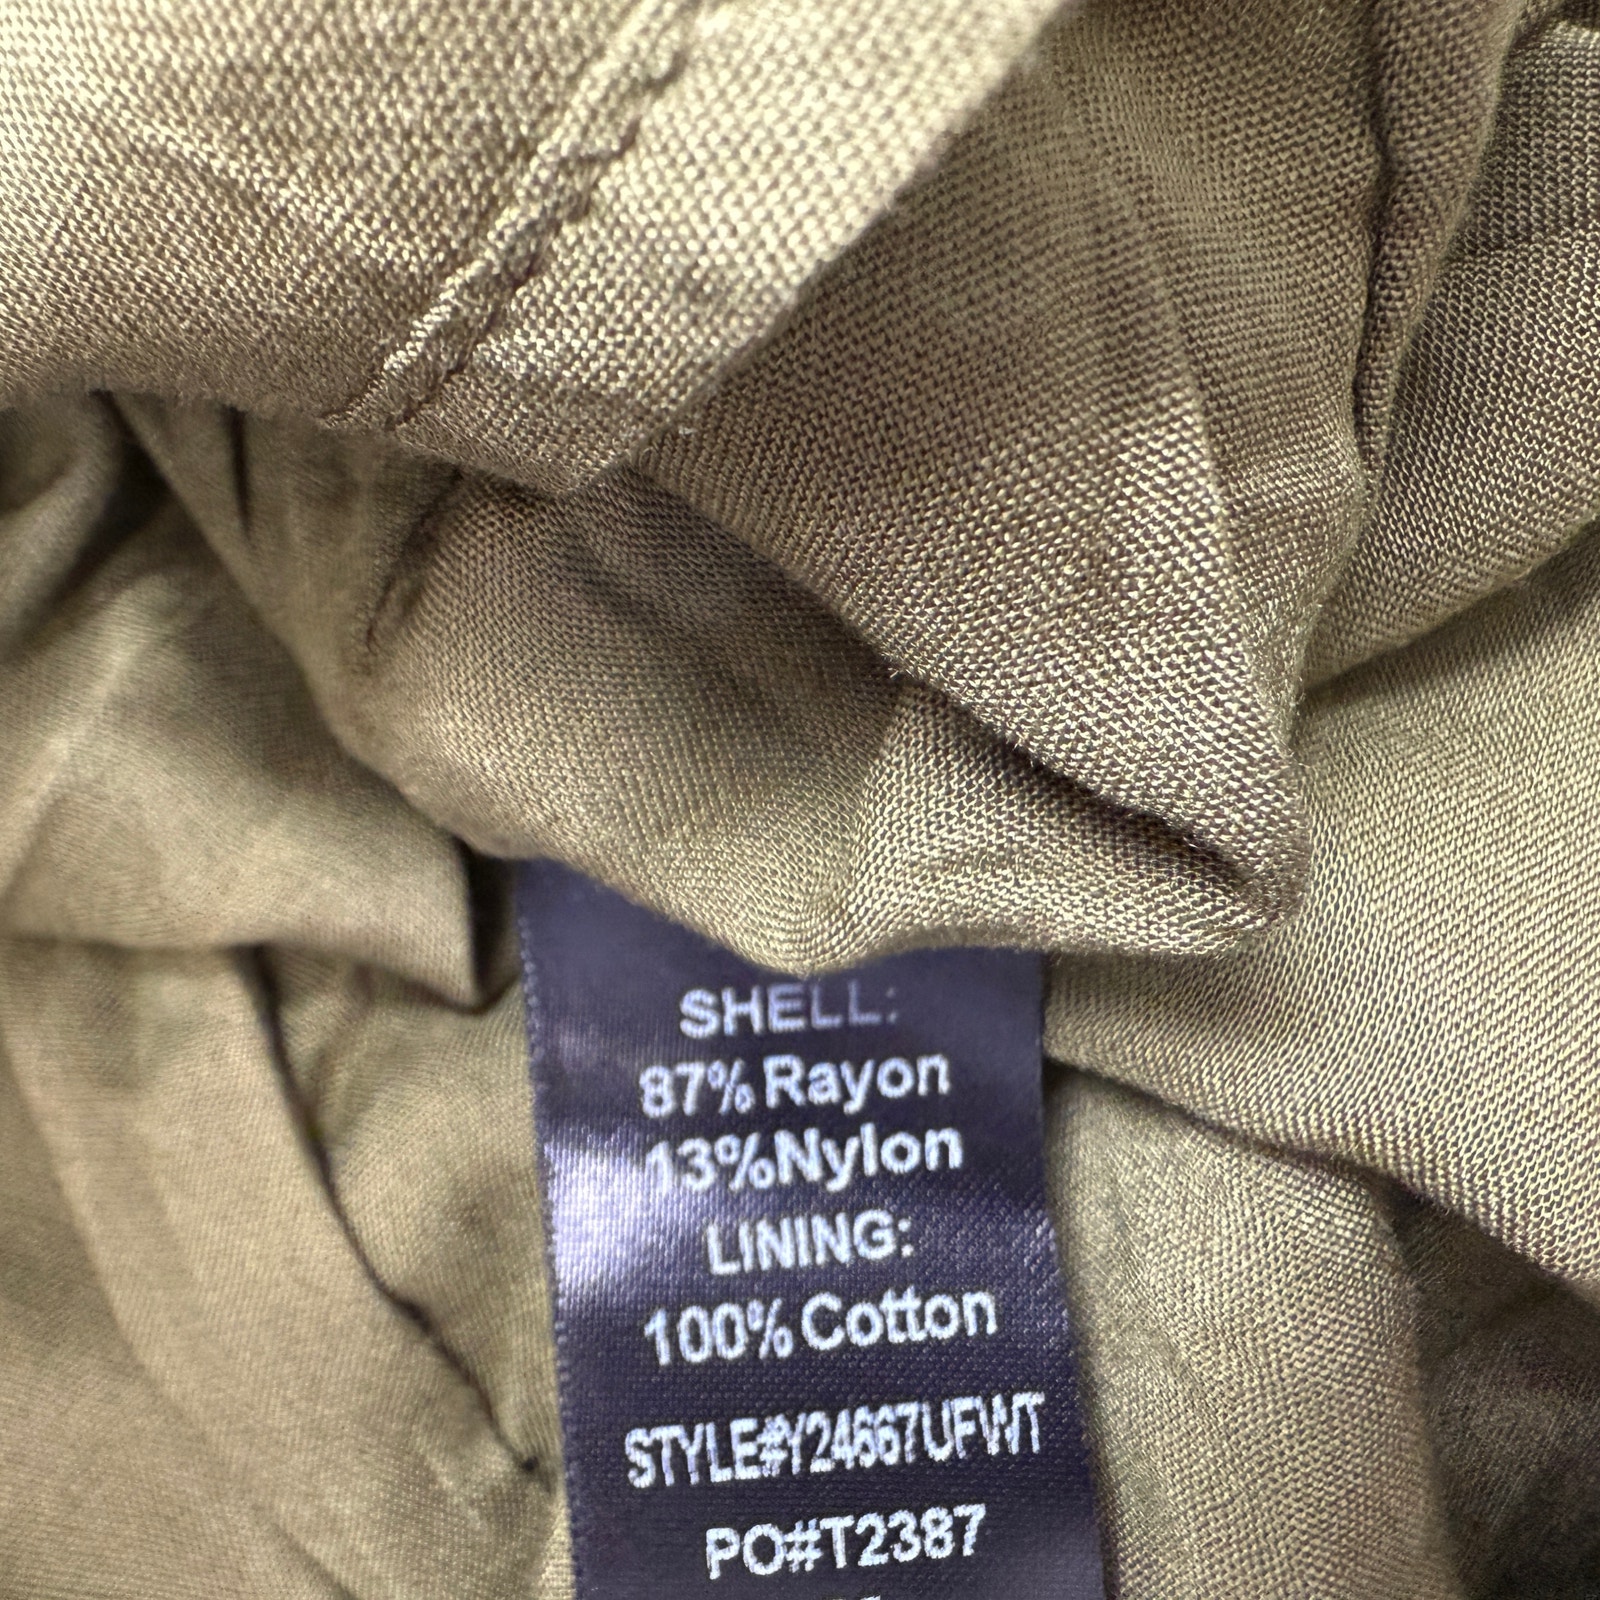 SHELL:
87% Rayon
13%Nylon
LINING:
100% Cotton
STYLE#Y24667UFWT
PO#T2387